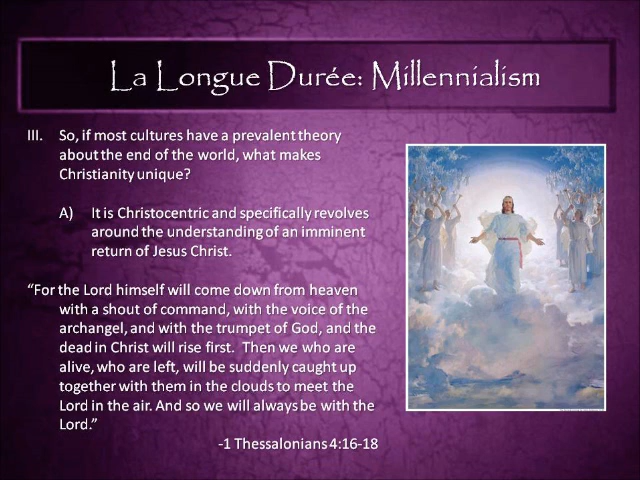 La Longue Durée: Millennialism
III. So, if most cultures have a prevalent theory
about the end of the world, what makes
Christianity unique?
A) It is Christocentric and specifically revolves
around the understanding of an imminent
return of Jesus Christ.
“For the Lord himself will come down from heaven
with a shout of command, with the voice of the
archangel, and with the trumpet of God, and the
dead in Christ will rise first.  Then we who are
alive, who are left, will be suddenly caught up
together with them in the clouds to meet the
Lord in the air. And so we will always be with the
Lord.”
-1 Thessalonians 4:16-18